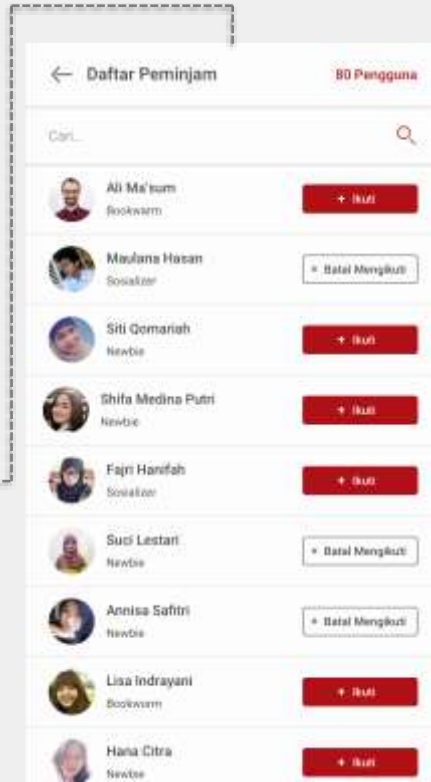 Daftar Peminjam
80 Pengguna
Cari...
Ali Ma'sum
Bookwarm
+ Ikuti
Maulana Hasan
Sosializer
× Batal Mengikuti
Siti Qomariah
Newbie
+ Ikuti
Shifa Medina Putri
Newbie
+ Ikuti
Fajri Hanifah
Sosializer
+ Ikuti
Suci Lestari
Newbie
× Batal Mengikuti
Annisa Safitri
Newbie
× Batal Mengikuti
Lisa Indrayani
Bookworm
+ Ikuti
Hana Citra
Newbie
+ Ikuti